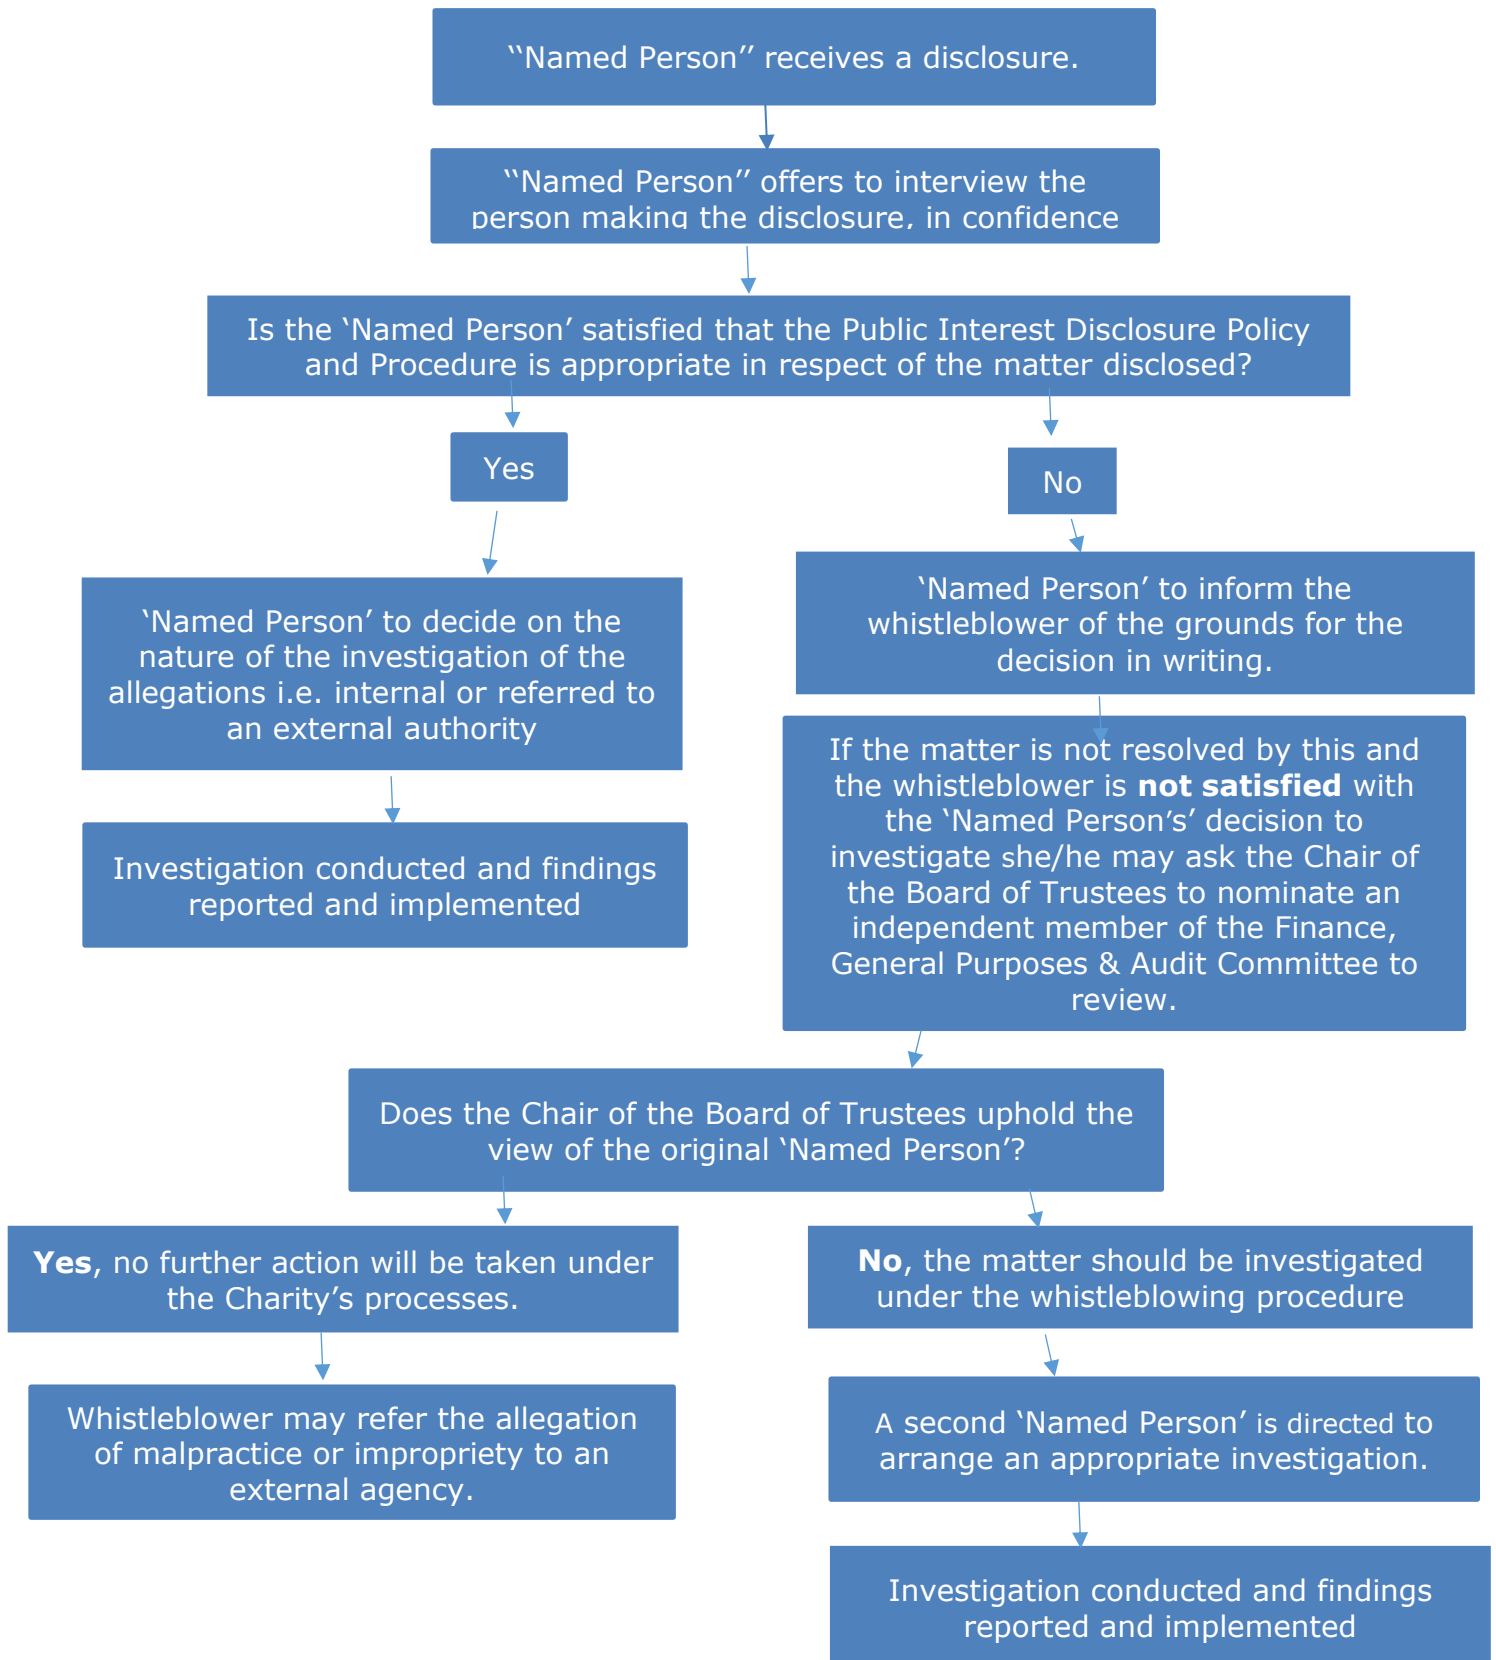 ‘‘Named Person’’ receives a disclosure.
‘‘Named Person’’ offers to interview the
person making the disclosure, in confidence
Is the ‘Named Person’ satisfied that the Public Interest Disclosure Policy
and Procedure is appropriate in respect of the matter disclosed?
Yes
No
‘Named Person’ to decide on the
nature of the investigation of the
allegations i.e. internal or referred to
an external authority
Investigation conducted and findings
reported and implemented
‘Named Person’ to inform the
whistleblower of the grounds for the
decision in writing.
If the matter is not resolved by this and
the whistleblower is not satisfied with
the ‘Named Person’s’ decision to
investigate she/he may ask the Chair of
the Board of Trustees to nominate an
independent member of the Finance,
General Purposes & Audit Committee to
review.
Does the Chair of the Board of Trustees uphold the
view of the original ‘Named Person’?
Yes, no further action will be taken under
the Charity’s processes.
Whistleblower may refer the allegation
of malpractice or impropriety to an
external agency.
No, the matter should be investigated
under the whistleblowing procedure
A second ‘Named Person’ is directed to
arrange an appropriate investigation.
Investigation conducted and findings
reported and implemented